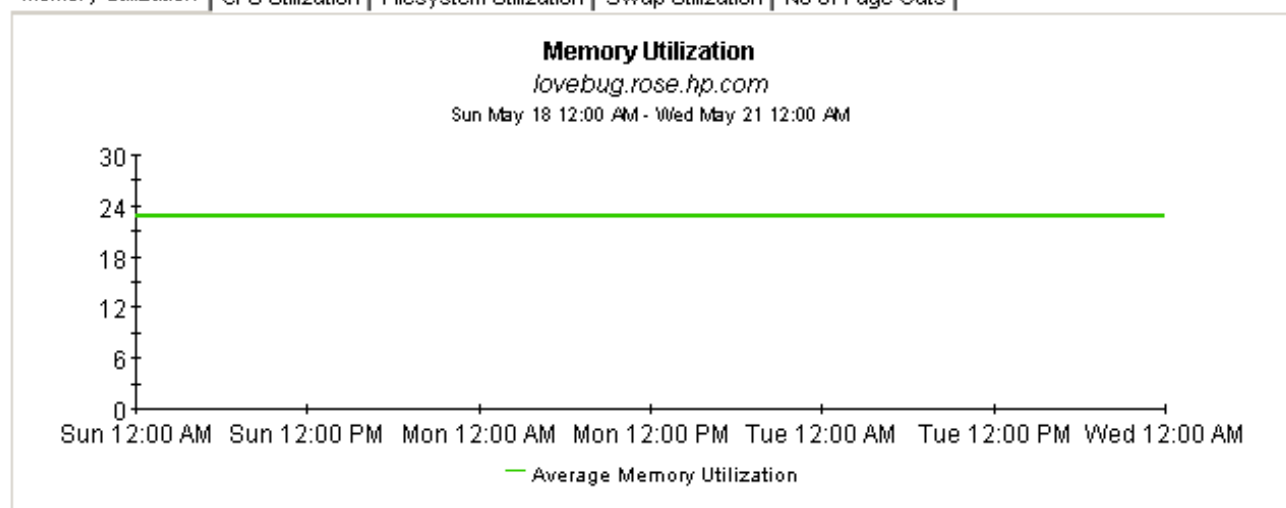 Memory Utilization CPU Utilization Filesystem Utilization Swap Utilization No of Page Outs
Memory Utilization
lovebug.rose.hp.com
Sun May 18 12:00 AM - Wed May 21 12:00 AM
30
24
18
12
6
0
Sun 12:00 AM Sun 12:00 PM Mon 12:00 AM Mon 12:00 PM Tue 12:00 AM Tue 12:00 PM Wed 12:00 AM
Average Memory Utilization